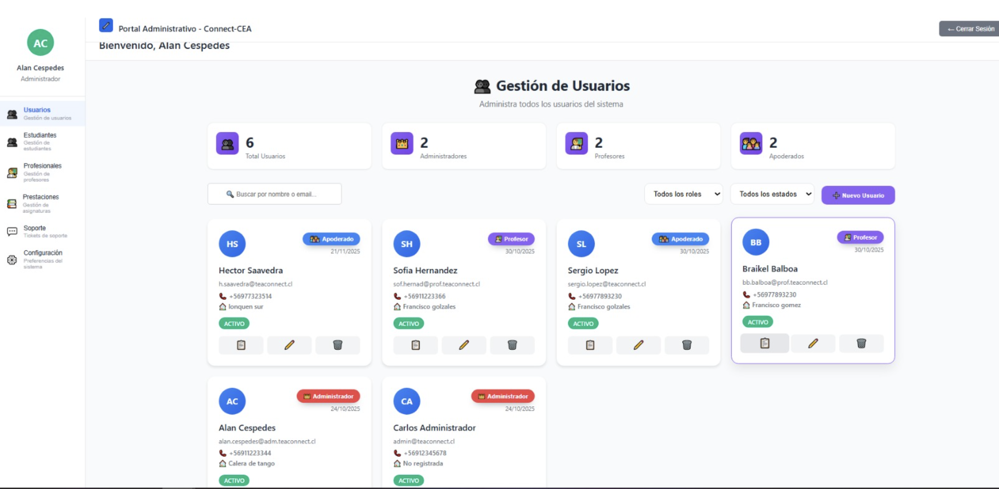 AC
Alan Cespedes
Administrador
Usuarios
Gestión de usuarios
Estudiantes
Gestión de
estudiantes
Profesionales
Gestión de
profesores
Prestaciones
Gestión de
asignaturas
Soporte
Tickets de soporte
Configuración
Preferencias del
sistema
Portal Administrativo - Connect-CEA
← Cerrar Sesión
Bienvenido, Alan Cespedes
Gestión de Usuarios
Administra todos los usuarios del sistema
6
Total Usuarios
2
Administradores
2
Profesores
2
Apoderados
Buscar por nombre o email...
Todos los roles
Todos los estados
Nuevo Usuario
HS
Apoderado
21/11/2025
Hector Saavedra
h.saavedra@teaconnect.cl
+56977323514
lonquen sur
ACTIVO
SH
Profesor
30/10/2025
Sofia Hernandez
sof.hernad@prof.teaconnect.cl
+56911223366
Francisco golzales
ACTIVO
SL
Apoderado
30/10/2025
Sergio Lopez
sergio.lopez@teaconnect.cl
+56977893230
Francisco golzales
ACTIVO
BB
Profesor
30/10/2025
Braikel Balboa
bb.balboa@prof.teaconnect.cl
+56977893230
Francisco gomez
ACTIVO
AC
Administrador
24/10/2025
Alan Cespedes
alan.cespedes@adm.teaconnect.cl
+56911223344
Calera de tango
ACTIVO
CA
Administrador
24/10/2025
Carlos Administrador
admin@teaconnect.cl
+56912345678
No registrada
ACTIVO